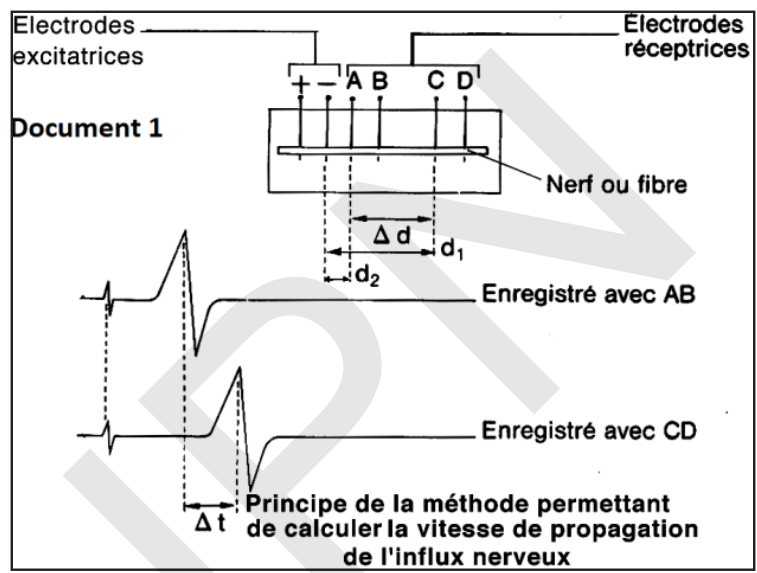 Electrodes
excitatrices
Électrodes
réceptrices
+ − A B C D
Document 1
Nerf ou fibre
Δ d
d1
d2
Enregistré avec AB
Enregistré avec CD
Δ t
Principe de la méthode permettant
de calculer la vitesse de propagation
de l'influx nerveux
IPN